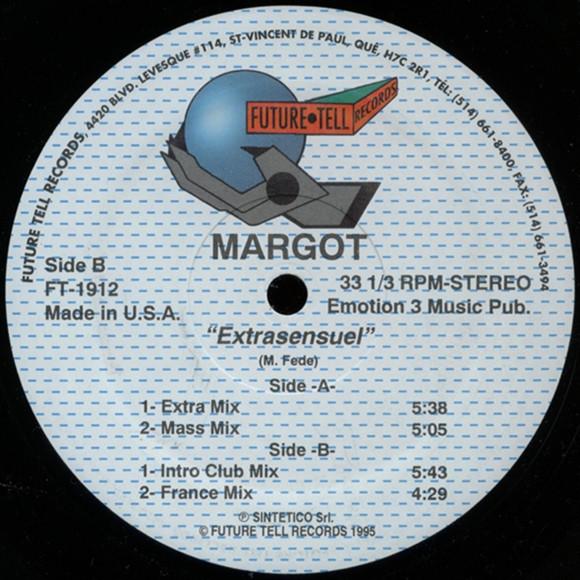 FUTURE TELL RECORDS, 4420 BLVD. LEVESQUE #114, ST-VINCENT DE PAUL, QUÉ, H7C 2R1, TEL: (514) 661-8400, FAX: (514) 661-3494
FUTURE•TELL
RECORDS
MARGOT
Side B
FT-1912
Made in U.S.A.
33 1/3 RPM-STEREO
Emotion 3 Music Pub.
“Extrasensuel”
(M. Fede)
Side -A-
1- Extra Mix 5:38
2- Mass Mix 5:05
Side -B-
1- Intro Club Mix 5:43
2- France Mix 4:29
℗ SINTETICO Srl.
© FUTURE TELL RECORDS 1995